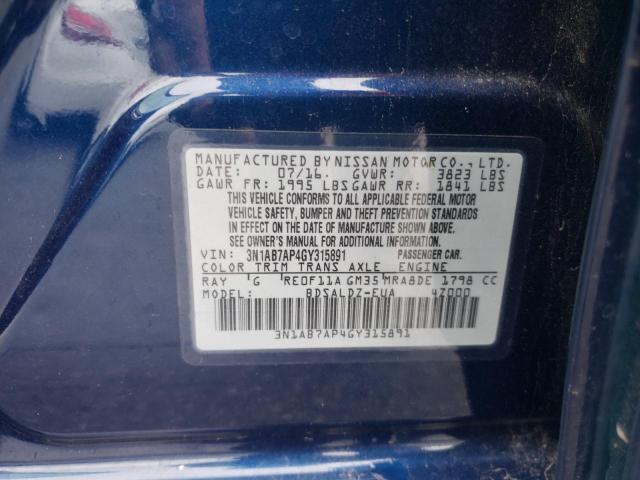 MANUFACTURED BY NISSAN MOTOR CO., LTD.
DATE: 07/16 GVWR: 3823 LBS
GAWR FR: 1995 LBS GAWR RR: 1841 LBS
THIS VEHICLE CONFORMS TO ALL APPLICABLE FEDERAL MOTOR
VEHICLE SAFETY, BUMPER AND THEFT PREVENTION STANDARDS
IN EFFECT ON THE DATE OF MANUFACTURE SHOWN ABOVE.
SEE OWNER'S MANUAL FOR ADDITIONAL INFORMATION.
VIN: 3N1AB7AP4GY315891 PASSENGER CAR.
COLOR TRIM TRANS AXLE ENGINE
RAY G RE0F11A GM35 MRA8DE 1798 CC
MODEL: BDSALDZ-EUA 4Z000
3N1AB7AP4GY315891